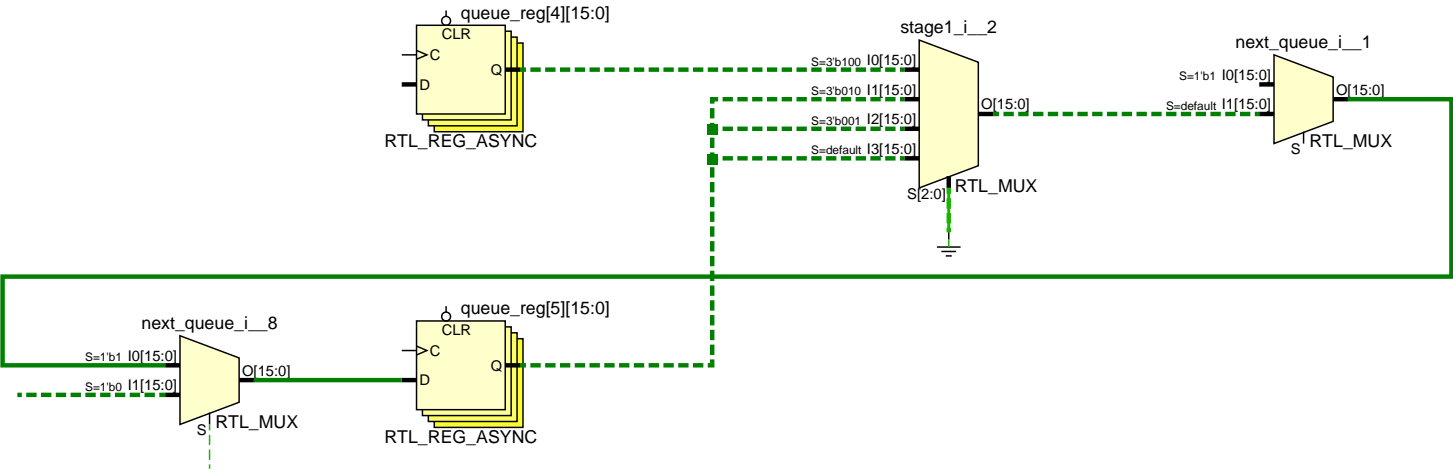 queue_reg[4][15:0]
CLR
C
Q
D
RTL_REG_ASYNC
stage1_i__2
S=3'b100 I0[15:0]
S=3'b010 I1[15:0]
S=3'b001 I2[15:0]
S=default I3[15:0]
O[15:0]
S[2:0]
RTL_MUX
next_queue_i__1
S=1'b1 I0[15:0]
S=default I1[15:0]
O[15:0]
S
RTL_MUX
next_queue_i__8
S=1'b1 I0[15:0]
S=1'b0 I1[15:0]
O[15:0]
S
RTL_MUX
queue_reg[5][15:0]
CLR
C
Q
D
RTL_REG_ASYNC